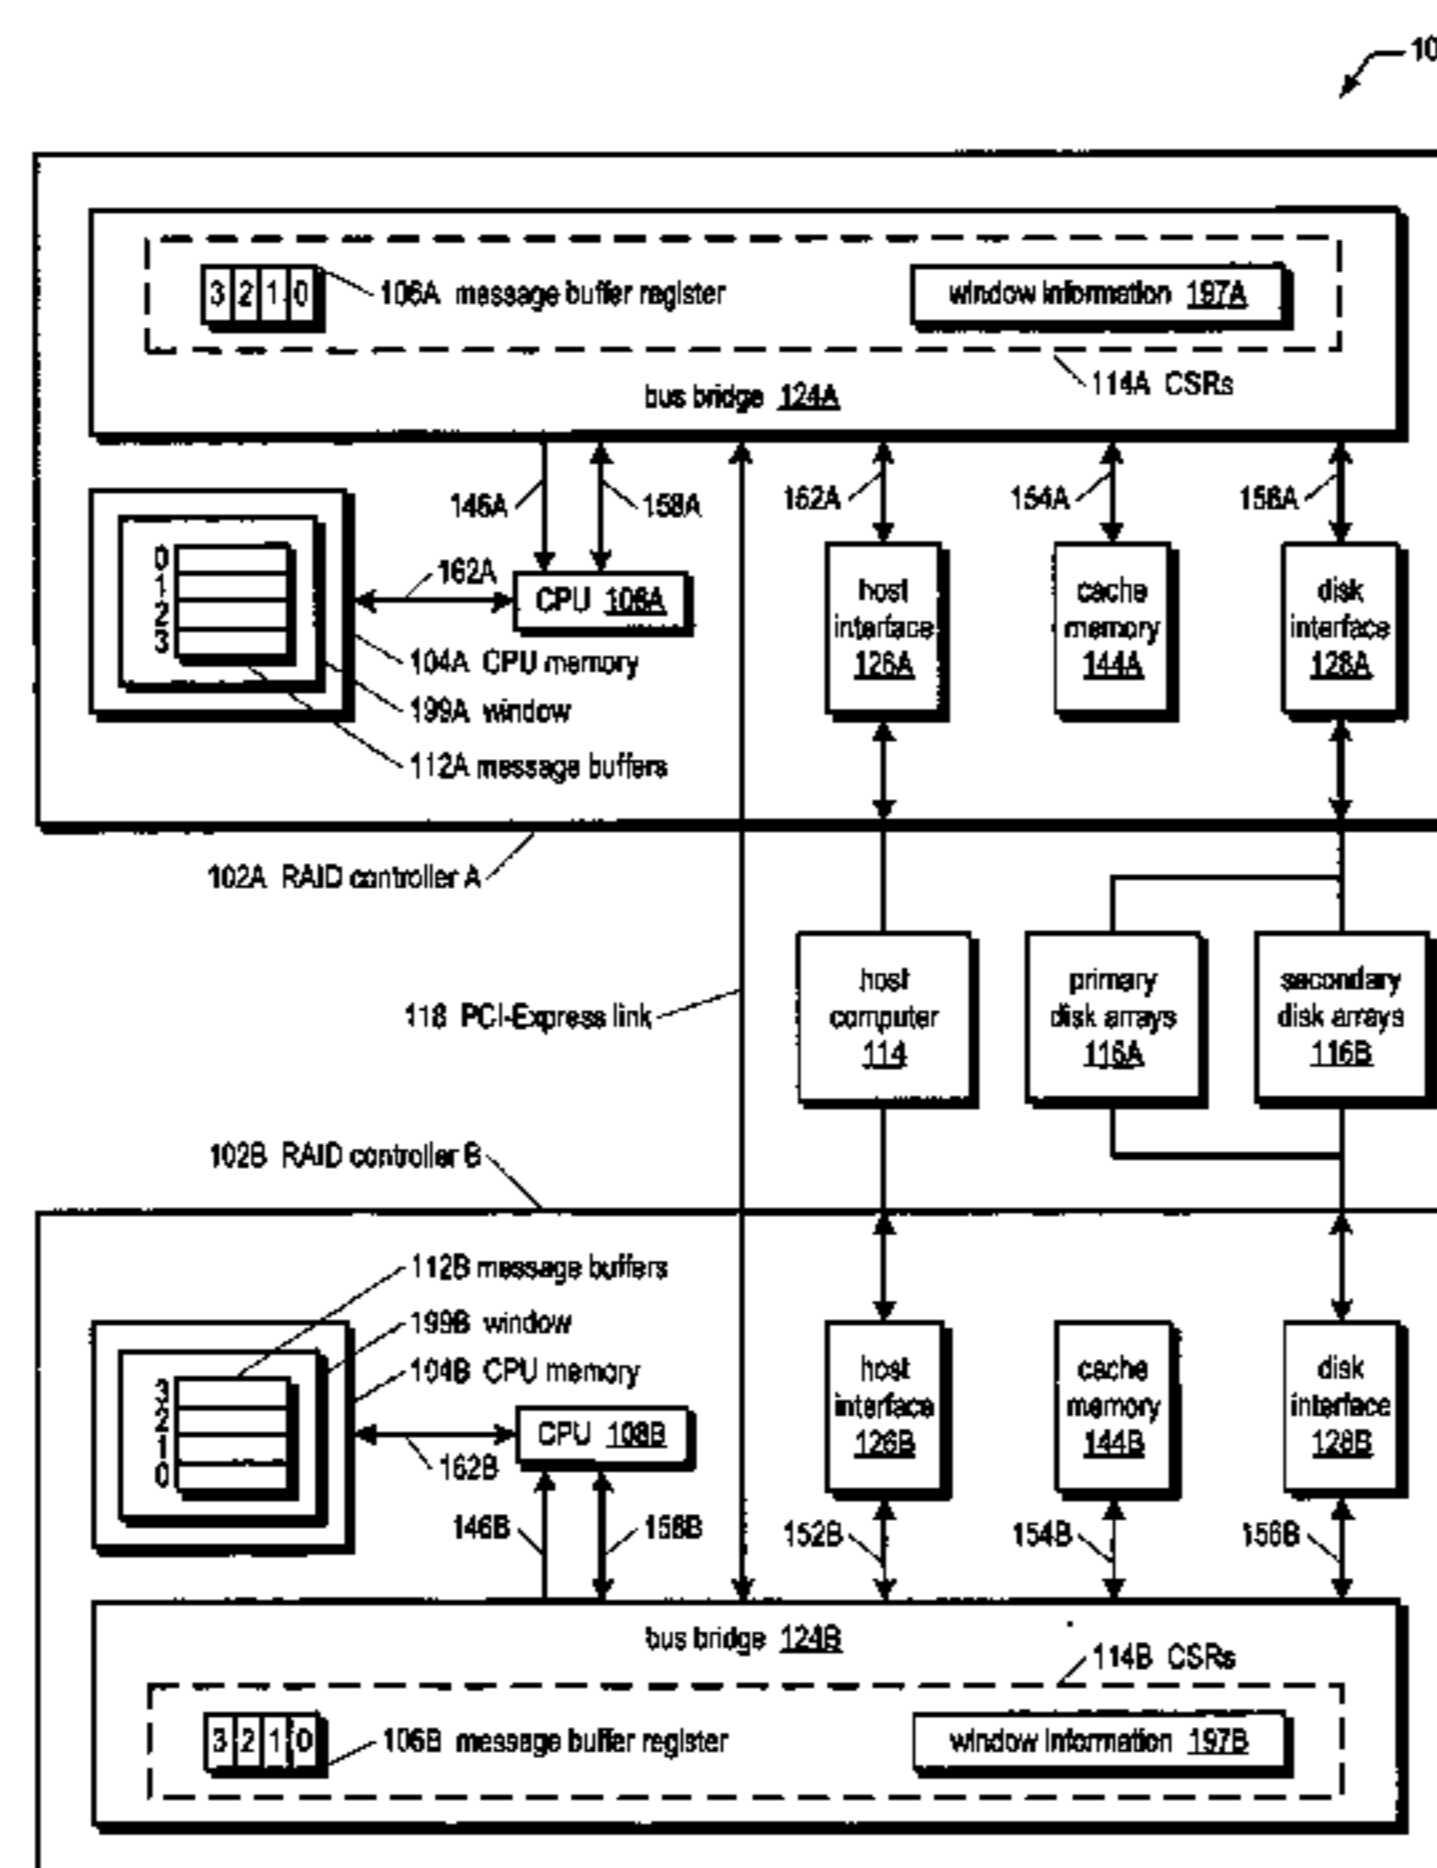 10
3 2 1 0
106A message buffer register
window information 197A
114A CSRs
bus bridge 124A
146A
158A
152A
154A
156A
0
1
2
3
162A
CPU 108A
host
interface
126A
cache
memory
144A
disk
interface
128A
104A CPU memory
199A window
112A message buffers
102A RAID controller A
118 PCI-Express link
host
computer
114
primary
disk arrays
116A
secondary
disk arrays
116B
102B RAID controller B
112B message buffers
199B window
104B CPU memory
3
2
1
0
CPU 108B
162B
host
interface
126B
cache
memory
144B
disk
interface
128B
146B
158B
152B
154B
156B
bus bridge 124B
114B CSRs
3 2 1 0
106B message buffer register
window information 197B